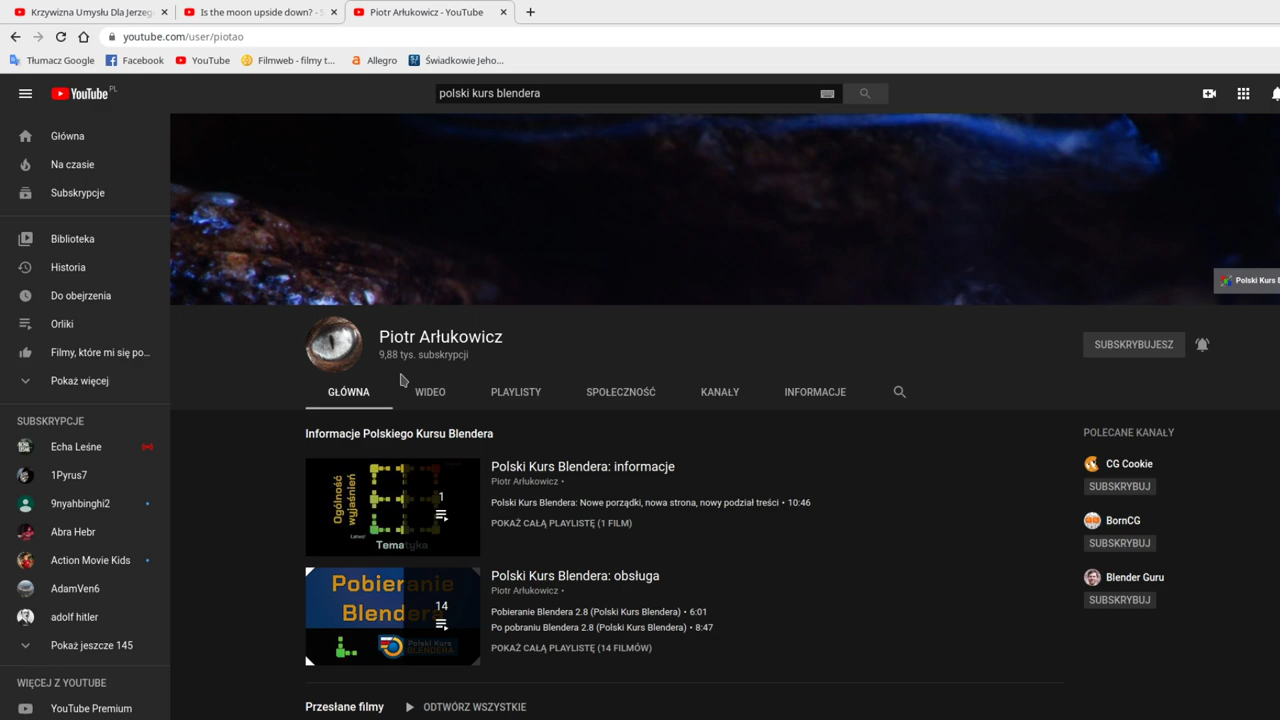 Krzywizna Umysłu Dla Jerzeg
Is the moon upside down? - S
Piotr Arłukowicz - YouTube
youtube.com/user/piotao
Tłumacz Google
Facebook
YouTube
Filmweb - filmy t...
Allegro
Świadkowie Jeho...
YouTube PL
polski kurs blendera
Główna
Na czasie
Subskrypcje
Biblioteka
Historia
Do obejrzenia
Orliki
Filmy, które mi się po...
Pokaż więcej
SUBSKRYPCJE
Echa Leśne
1Pyrus7
9nyahbinghi2
Abra Hebr
Action Movie Kids
AdamVen6
adolf hitler
Pokaż jeszcze 145
WIĘCEJ Z YOUTUBE
YouTube Premium
Polski Kurs B
Piotr Arłukowicz
9,88 tys. subskrypcji
SUBSKRYBUJESZ
GŁÓWNA
WIDEO
PLAYLISTY
SPOŁECZNOŚĆ
KANAŁY
INFORMACJE
Informacje Polskiego Kursu Blendera
Ogólność
wyjaśnień
Łatwo!
Tematyka
1
Polski Kurs Blendera: informacje
Piotr Arłukowicz •
Polski Kurs Blendera: Nowe porządki, nowa strona, nowy podział treści • 10:46
POKAŻ CAŁĄ PLAYLISTĘ (1 FILM)
Pobieranie
Blendera
14
Polski Kurs
BLENDERA
Polski Kurs Blendera: obsługa
Piotr Arłukowicz •
Pobieranie Blendera 2.8 (Polski Kurs Blendera) • 6:01
Po pobraniu Blendera 2.8 (Polski Kurs Blendera) • 8:47
POKAŻ CAŁĄ PLAYLISTĘ (14 FILMÓW)
Przesłane filmy
ODTWÓRZ WSZYSTKIE
POLECANE KANAŁY
CG Cookie
SUBSKRYBUJ
BornCG
SUBSKRYBUJ
Blender Guru
SUBSKRYBUJ